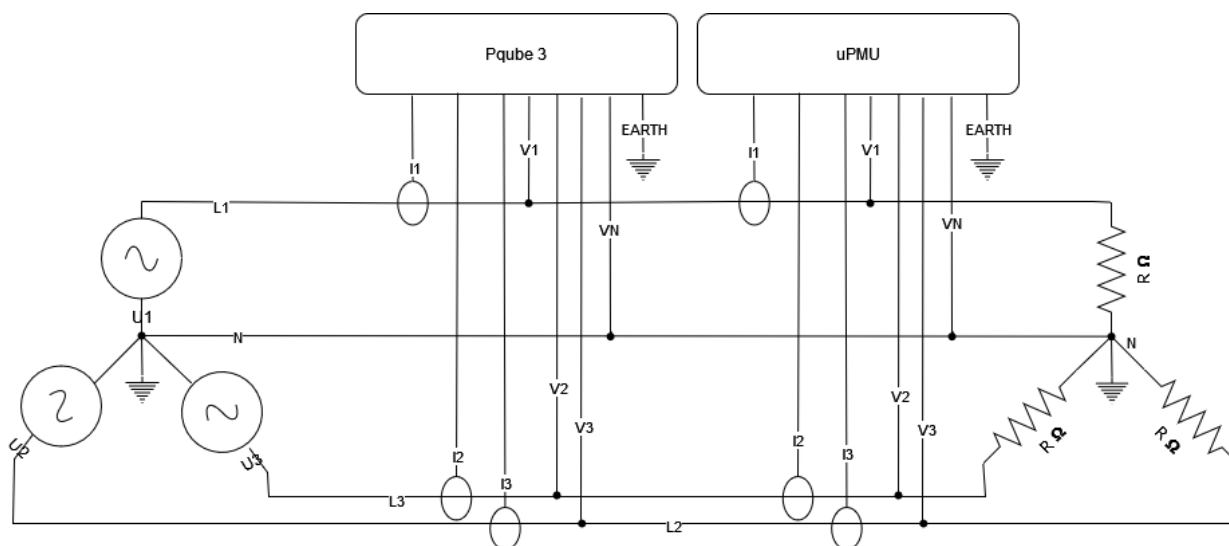 Pqube 3
uPMU
EARTH
EARTH
V1
V1
I1
I1
L1
VN
VN
R Ω
U1
N
N
V2
V2
V3
V3
U2
U3
I2
I2
I3
I3
R Ω
R Ω
L3
L2